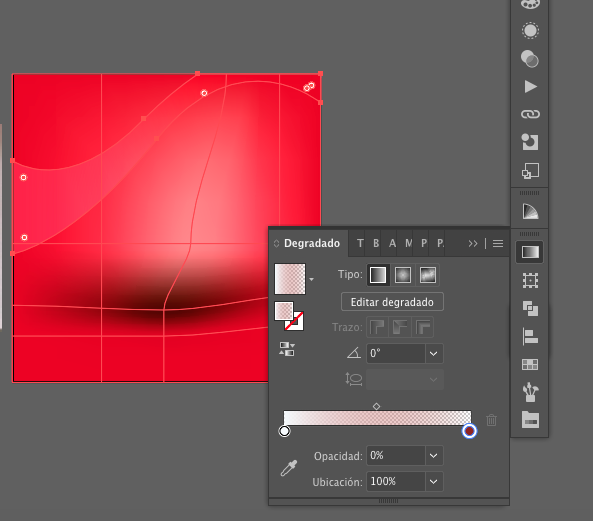 Degradado T B A M P P.
Tipo:
Editar degradado
Trazo:
0°
Opacidad: 0%
Ubicación: 100%